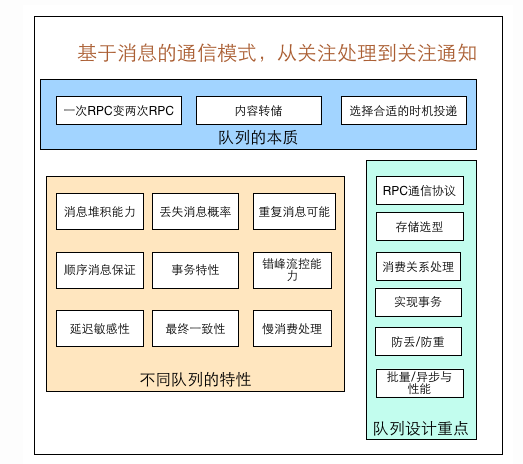 基于消息的通信模式，从关注处理到关注通知
一次RPC变两次RPC
内容转储
选择合适的时机投递
队列的本质
消息堆积能力
丢失消息概率
重复消息可能
顺序消息保证
事务特性
错峰流控能
力
延迟敏感性
最终一致性
慢消费处理
不同队列的特性
RPC通信协议
存储选型
消费关系处理
实现事务
防丢/防重
批量/异步与
性能
队列设计重点